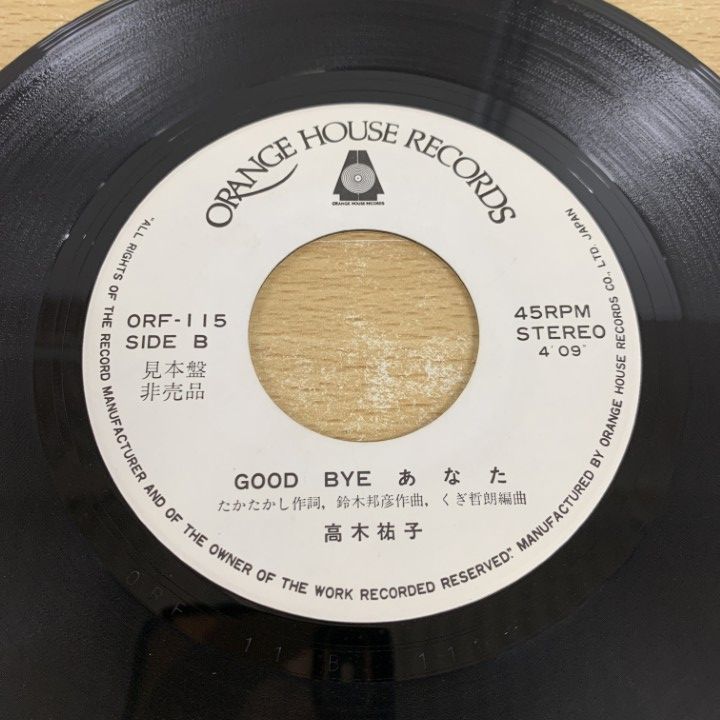 ORANGE HOUSE RECORDS
ORANGE HOUSE RECORDS
ORF-115
SIDE B
見本盤
非売品
45RPM
STEREO
4'09"
GOOD BYE あなた
たかたかし作詞, 鈴木邦彦作曲, くぎ哲朗編曲
高木祐子
"ALL RIGHTS OF THE RECORD MANUFACTURER AND OF THE OWNER OF THE WORK RECORDED RESERVED." MANUFACTURED BY ORANGE HOUSE RECORDS CO., LTD. JAPAN